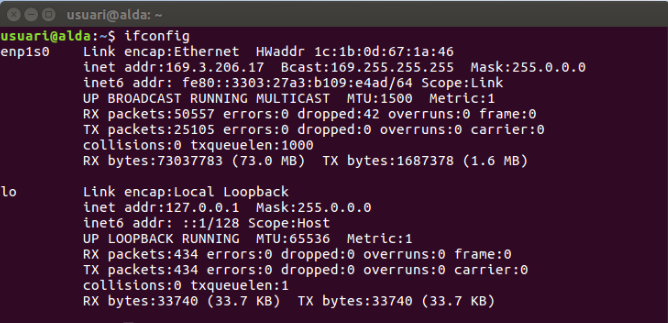 usuari@alda: ~
usuari@alda:~$ ifconfig
enp1s0    Link encap:Ethernet  HWaddr 1c:1b:0d:67:1a:46
          inet addr:169.3.206.17  Bcast:169.255.255.255  Mask:255.0.0.0
          inet6 addr: fe80::3303:27a3:b109:e4ad/64 Scope:Link
          UP BROADCAST RUNNING MULTICAST  MTU:1500  Metric:1
          RX packets:50557 errors:0 dropped:42 overruns:0 frame:0
          TX packets:25105 errors:0 dropped:0 overruns:0 carrier:0
          collisions:0 txqueuelen:1000
          RX bytes:73037783 (73.0 MB)  TX bytes:1687378 (1.6 MB)

lo        Link encap:Local Loopback
          inet addr:127.0.0.1  Mask:255.0.0.0
          inet6 addr: ::1/128 Scope:Host
          UP LOOPBACK RUNNING  MTU:65536  Metric:1
          RX packets:434 errors:0 dropped:0 overruns:0 frame:0
          TX packets:434 errors:0 dropped:0 overruns:0 carrier:0
          collisions:0 txqueuelen:1
          RX bytes:33740 (33.7 KB)  TX bytes:33740 (33.7 KB)